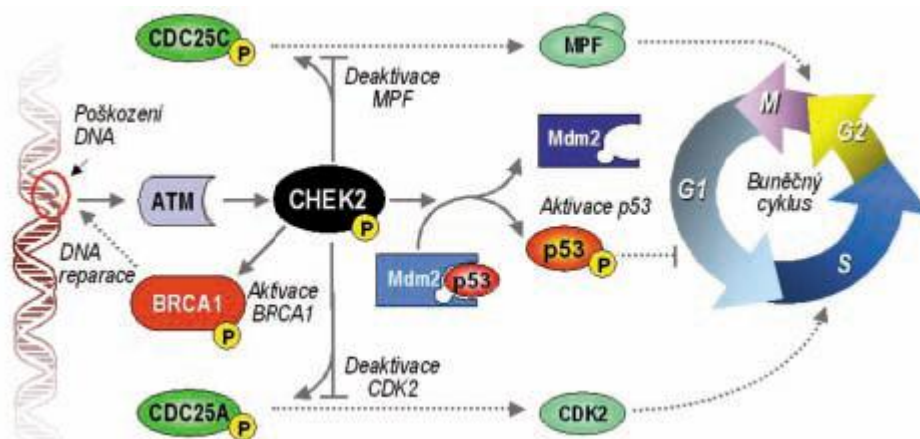 CDC25C
P
MPF
Deaktivace
MPF
Poškození
DNA
Mdm2
M
G2
G1
S
Buněčný
cyklus
ATM
CHEK2
P
Aktivace p53
p53
P
Mdm2
p53
DNA
reparace
BRCA1
P
Aktivace
BRCA1
Deaktivace
CDK2
CDC25A
P
CDK2